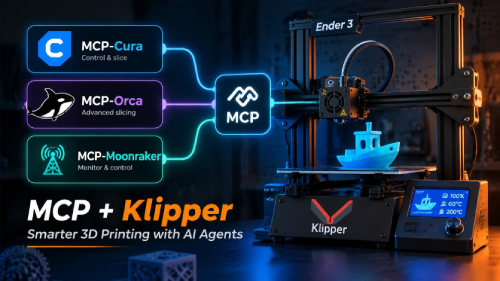 MCP-Cura
Control & slice
MCP-Orca
Advanced slicing
MCP-Moonraker
Monitor & control
MCP
Ender 3
MCP + Klipper
Smarter 3D Printing with AI Agents
Klipper
100%
60°C
200°C